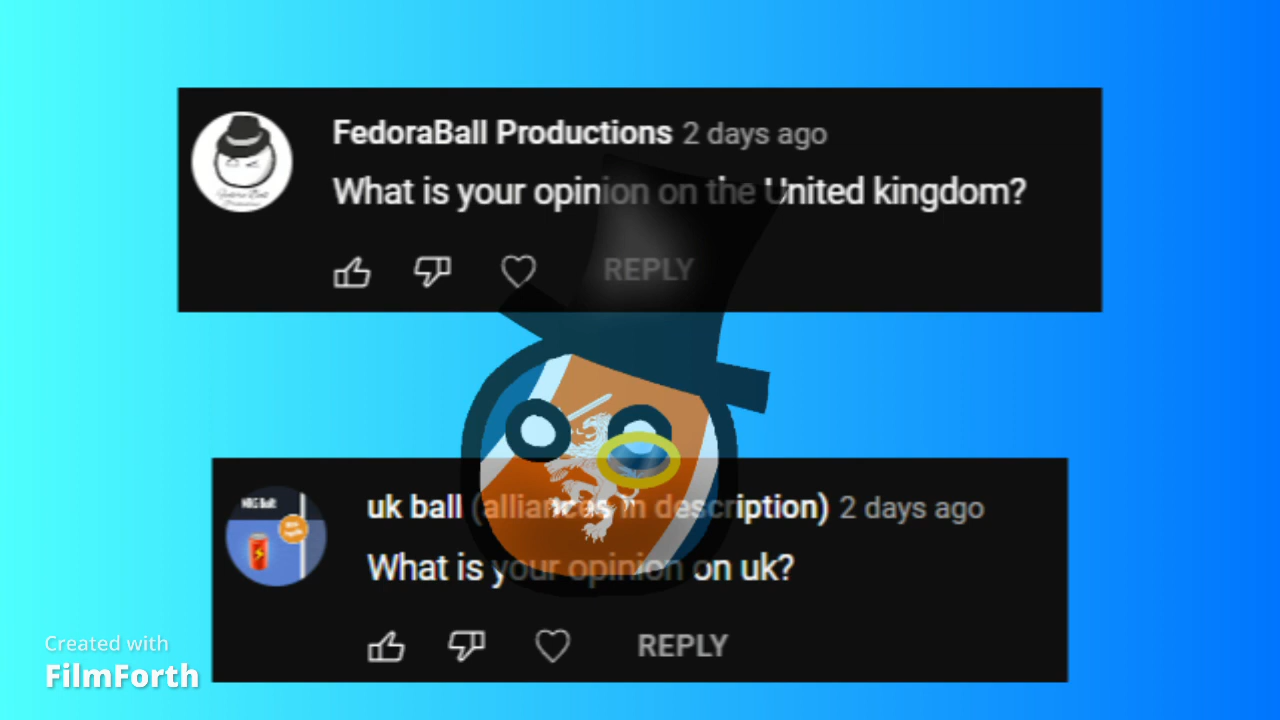 FedoraBall Productions 2 days ago
What is your opinion on the United kingdom?
REPLY
uk ball (alliances in description) 2 days ago
What is your opinion on uk?
REPLY
Created with
FilmForth